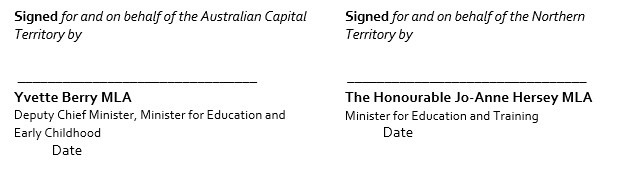 Signed for and on behalf of the Australian Capital
Territory by
Yvette Berry MLA
Deputy Chief Minister, Minister for Education and
Early Childhood
Date
Signed for and on behalf of the Northern
Territory by
The Honourable Jo-Anne Hersey MLA
Minister for Education and Training
Date